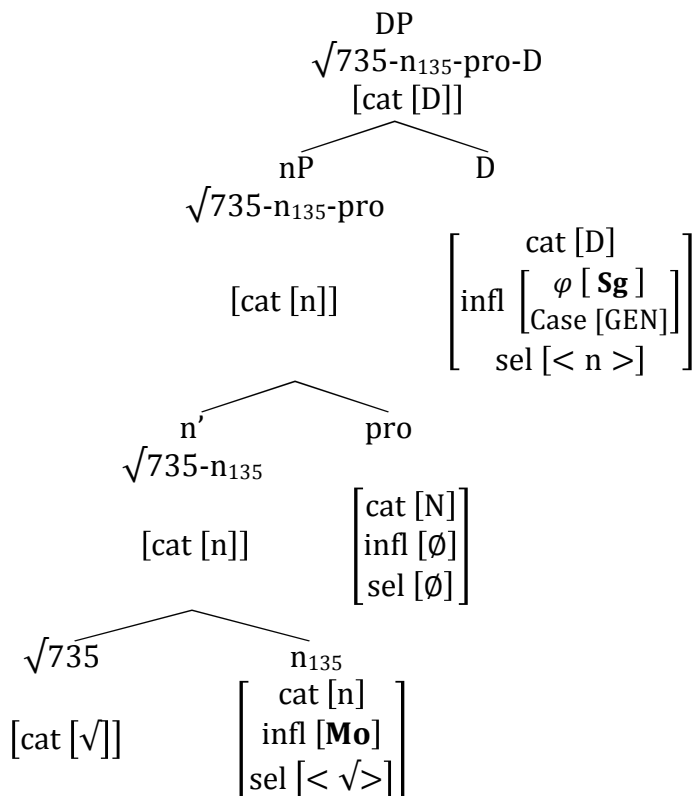 DP
√735-n₁₃₅-pro-D
[cat [D]]
nP D
√735-n₁₃₅-pro
[cat [n]]
cat [D]
infl [φ [ Sg ]
Case [GEN]]
sel [< n >]
n’ pro
√735-n₁₃₅
[cat [n]]
cat [N]
infl [∅]
sel [∅]
√735 n₁₃₅
[cat [√]]
cat [n]
infl [Mo]
sel [< √>]